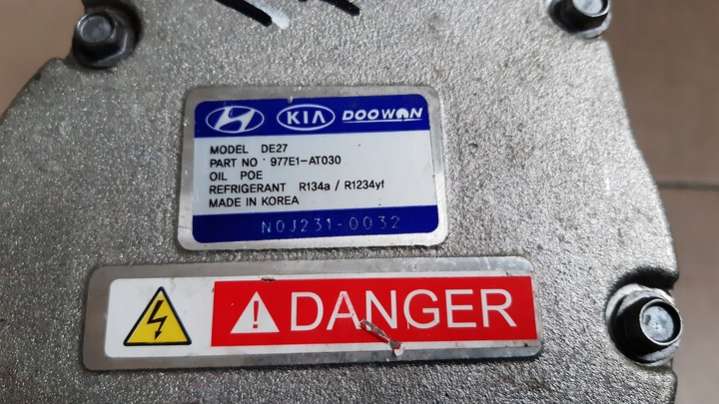 HYUNDAI KIA DOOWON
MODEL DE27
PART NO 977E1-AT030
OIL POE
REFRIGERANT R134a / R1234yf
MADE IN KOREA
N0J231-0032
DANGER